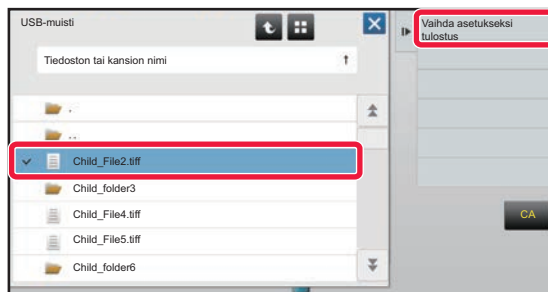 USB-muisti
Vaihda asetukseksi
tulostus
Tiedoston tai kansion nimi
.
..
Child_File2.tiff
Child_folder3
Child_File4.tiff
Child_File5.tiff
Child_folder6
CA